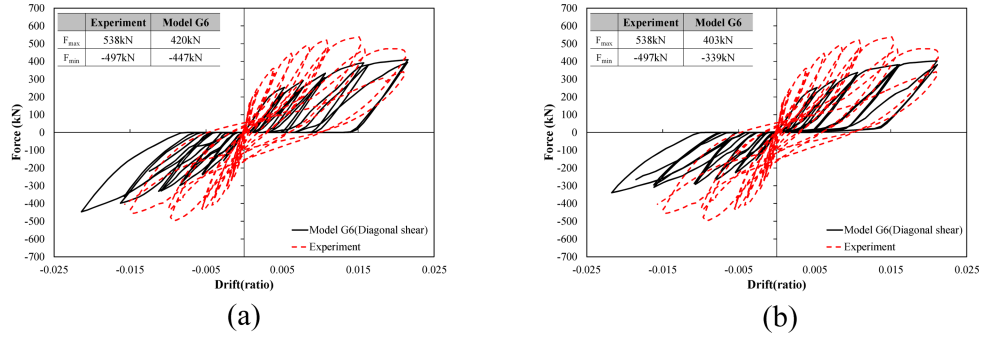 Experiment Model G6
Fmax 538kN 420kN
Fmin -497kN -447kN
700
600
500
400
300
200
100
0
-100
-200
-300
-400
-500
-600
-700
Force (kN)
-0.025 -0.015 -0.005 0.005 0.015 0.025
Drift(ratio)
Model G6(Diagonal shear)
Experiment
(a)
Experiment Model G6
Fmax 538kN 403kN
Fmin -497kN -339kN
700
600
500
400
300
200
100
0
-100
-200
-300
-400
-500
-600
-700
Force (kN)
-0.025 -0.015 -0.005 0.005 0.015 0.025
Drift(ratio)
Model G6(Diagonal shear)
Experiment
(b)